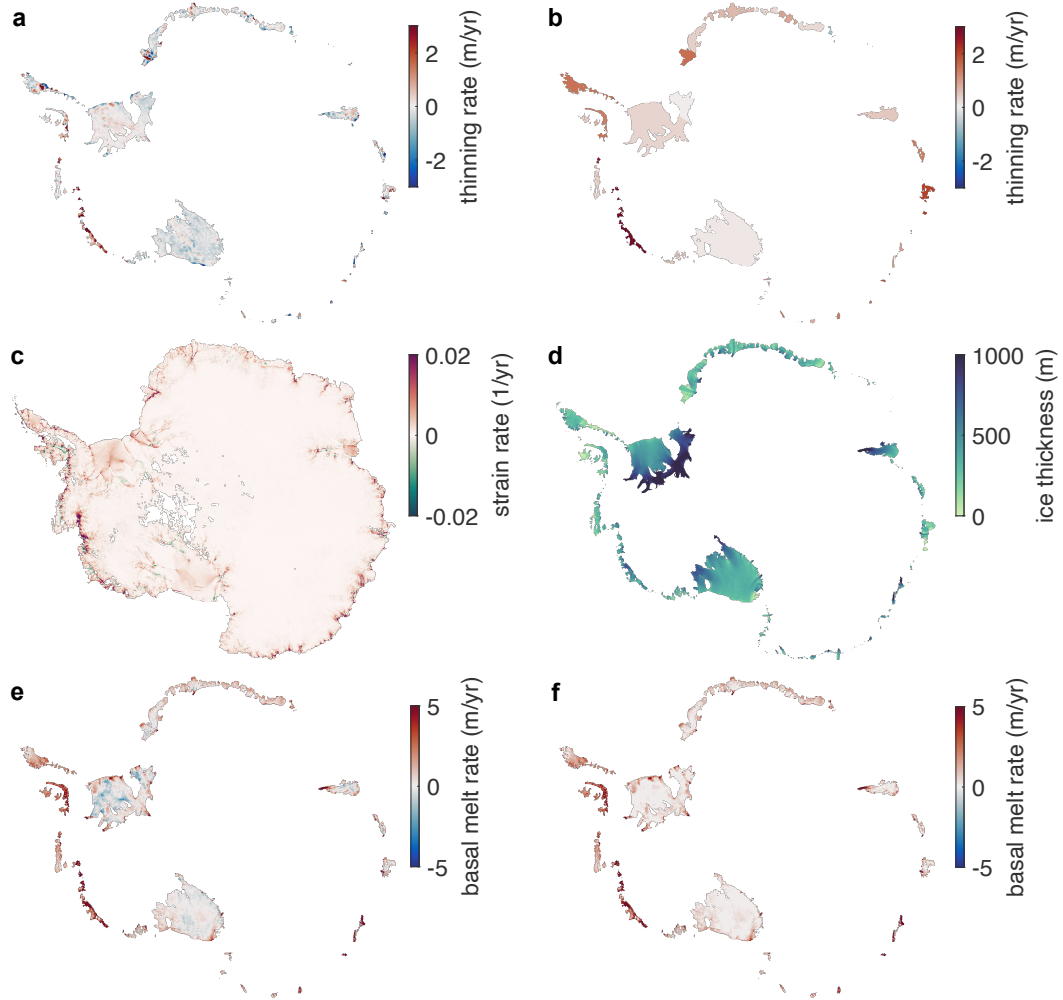 a
2
0
-2
thinning rate (m/yr)
b
2
0
-2
thinning rate (m/yr)
c
0.02
0
-0.02
strain rate (1/yr)
d
1000
500
0
ice thickness (m)
e
5
0
-5
basal melt rate (m/yr)
f
5
0
-5
basal melt rate (m/yr)